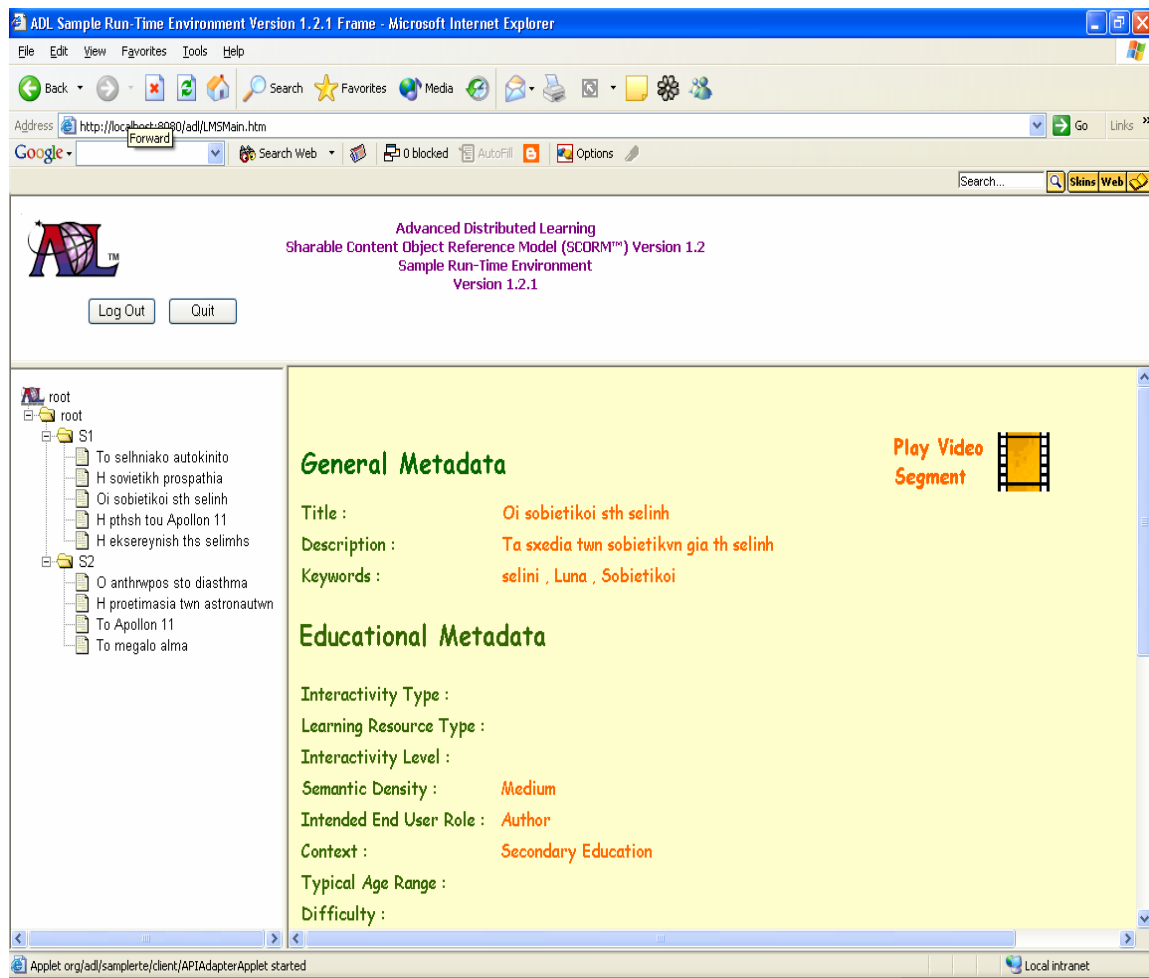 ADL Sample Run-Time Environment Version 1.2.1 Frame - Microsoft Internet Explorer
File Edit View Favorites Tools Help
Back Search Favorites Media
Address http://localhost:8080/adl/LMSMain.htm Go Links »
Forward
Google Search Web 0 blocked AutoFill Options
Search... Skins Web
ADL TM
Advanced Distributed Learning
Sharable Content Object Reference Model (SCORM™) Version 1.2
Sample Run-Time Environment
Version 1.2.1
Log Out Quit
ADL root
root
S1
To selhniako autokinito
H sovietikh prospathia
Oi sobietikoi sth selinh
H pthsh tou Apollon 11
H eksereynish ths selimhs
S2
O anthrwpos sto diasthma
H proetimasia twn astronautwn
To Apollon 11
To megalo alma
Play Video
Segment
General Metadata
Title : Oi sobietikoi sth selinh
Description : Ta sxedia twn sobietikvn gia th selinh
Keywords : selini , Luna , Sobietikoi
Educational Metadata
Interactivity Type :
Learning Resource Type :
Interactivity Level :
Semantic Density : Medium
Intended End User Role : Author
Context : Secondary Education
Typical Age Range :
Difficulty :
Applet org/adl/samplerte/client/APIAdapterApplet started Local intranet